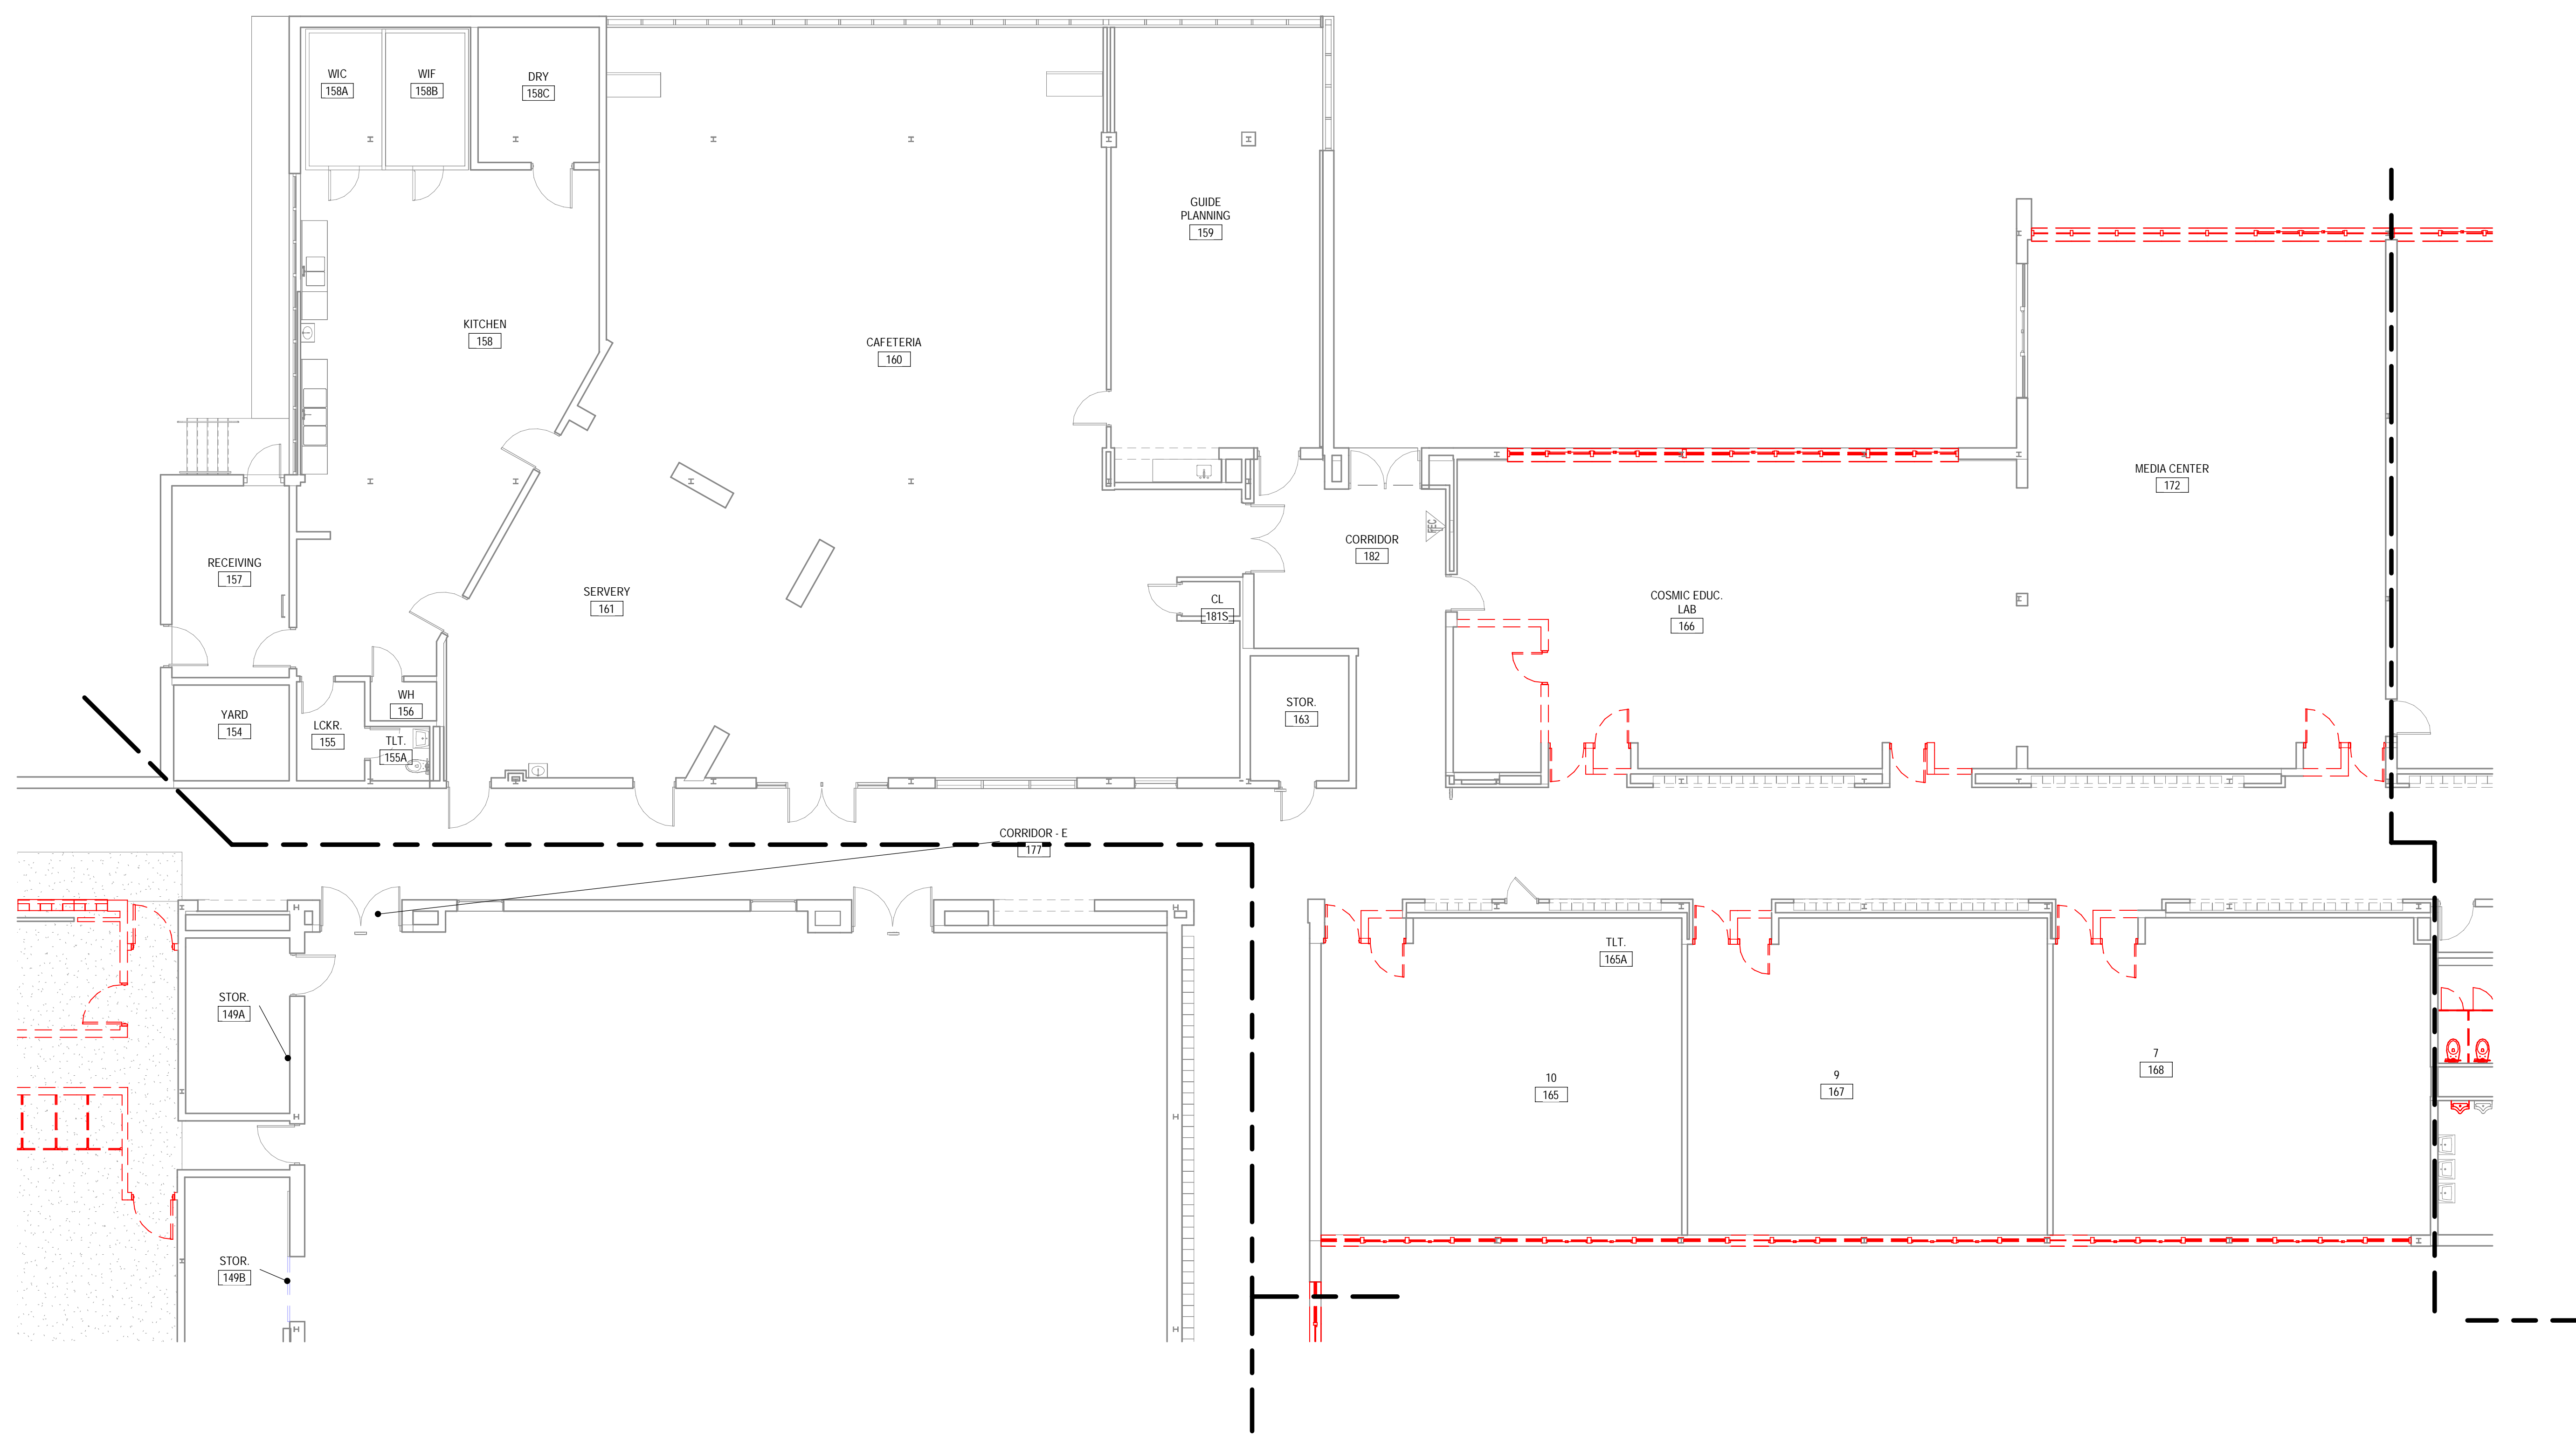 WIC
158A
WIF
158B
DRY
158C
GUIDE
PLANNING
159
KITCHEN
158
CAFETERIA
160
MEDIA CENTER
172
FEC
CORRIDOR
182
RECEIVING
157
SERVERY
161
CL
181S
COSMIC EDUC.
LAB
166
WH
156
STOR.
163
YARD
154
LCKR.
155
TLT.
155A
CORRIDOR - E
177
TLT.
165A
STOR.
149A
10
165
9
167
7
168
STOR.
149B